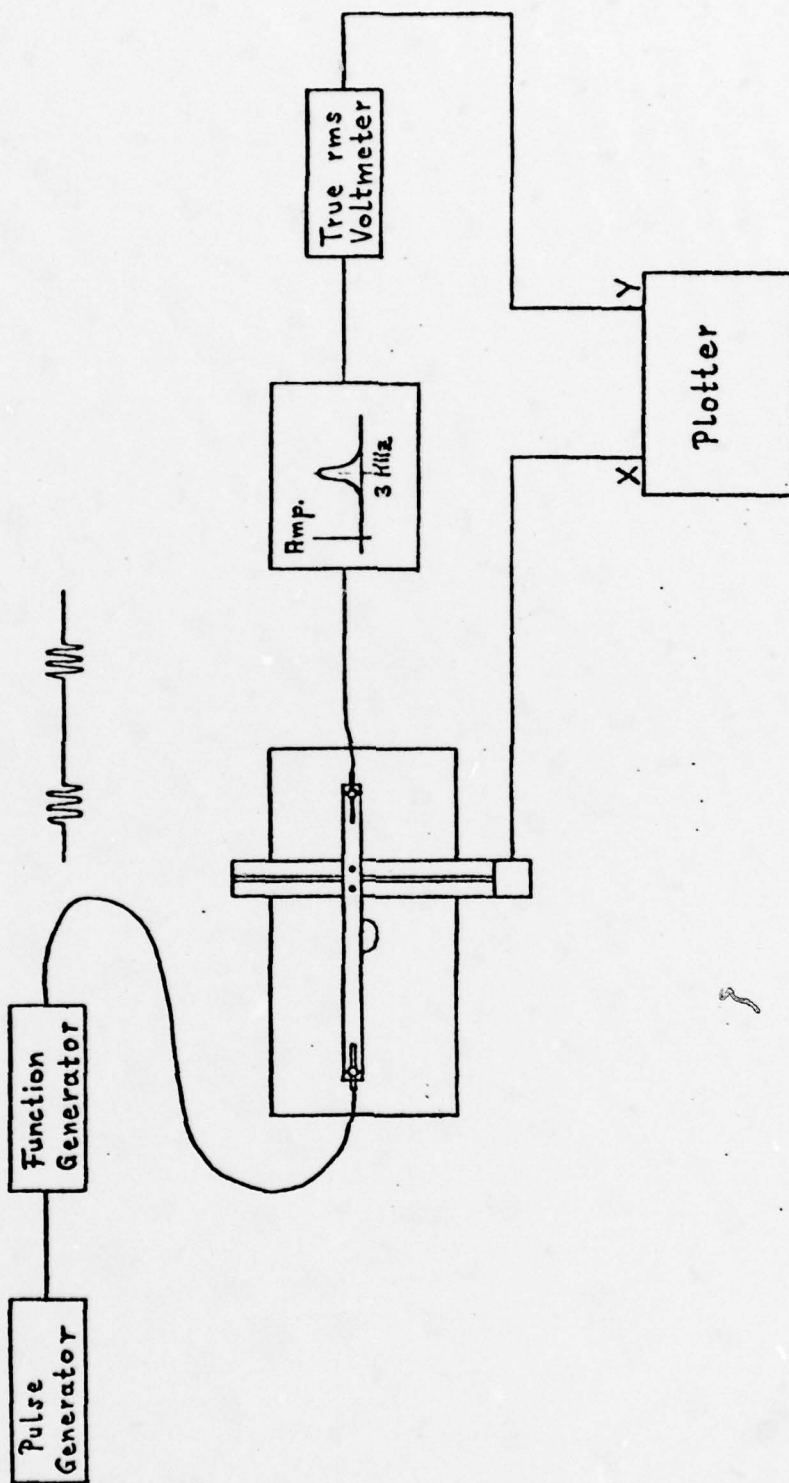 Pulse
Generator
Function
Generator
Amp.
3 KHz
True rms
Voltmeter
X
Y
Plotter